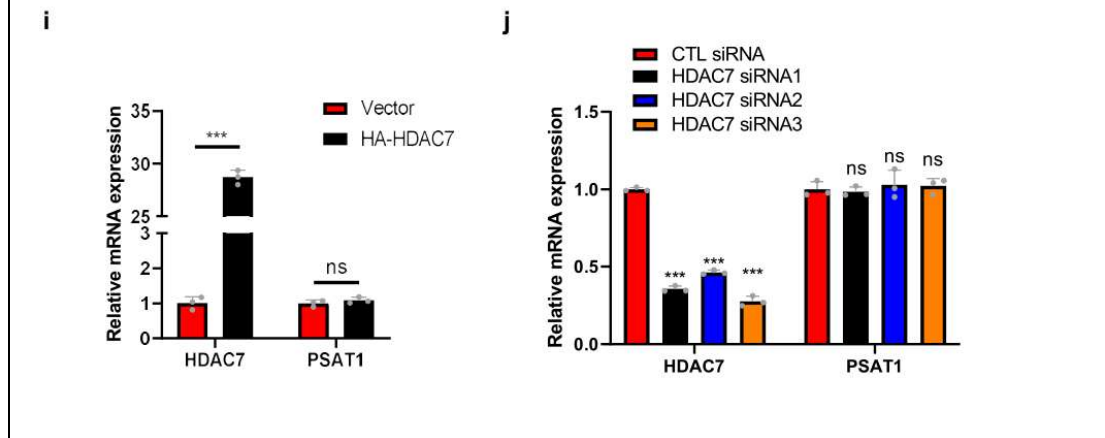 i
Relative mRNA expression
35
30
25
3
2
1
0
***
ns
Vector
HA-HDAC7
HDAC7
PSAT1
j
CTL siRNA
HDAC7 siRNA1
HDAC7 siRNA2
HDAC7 siRNA3
Relative mRNA expression
1.5
1.0
0.5
0.0
***
***
***
ns
ns
ns
HDAC7
PSAT1